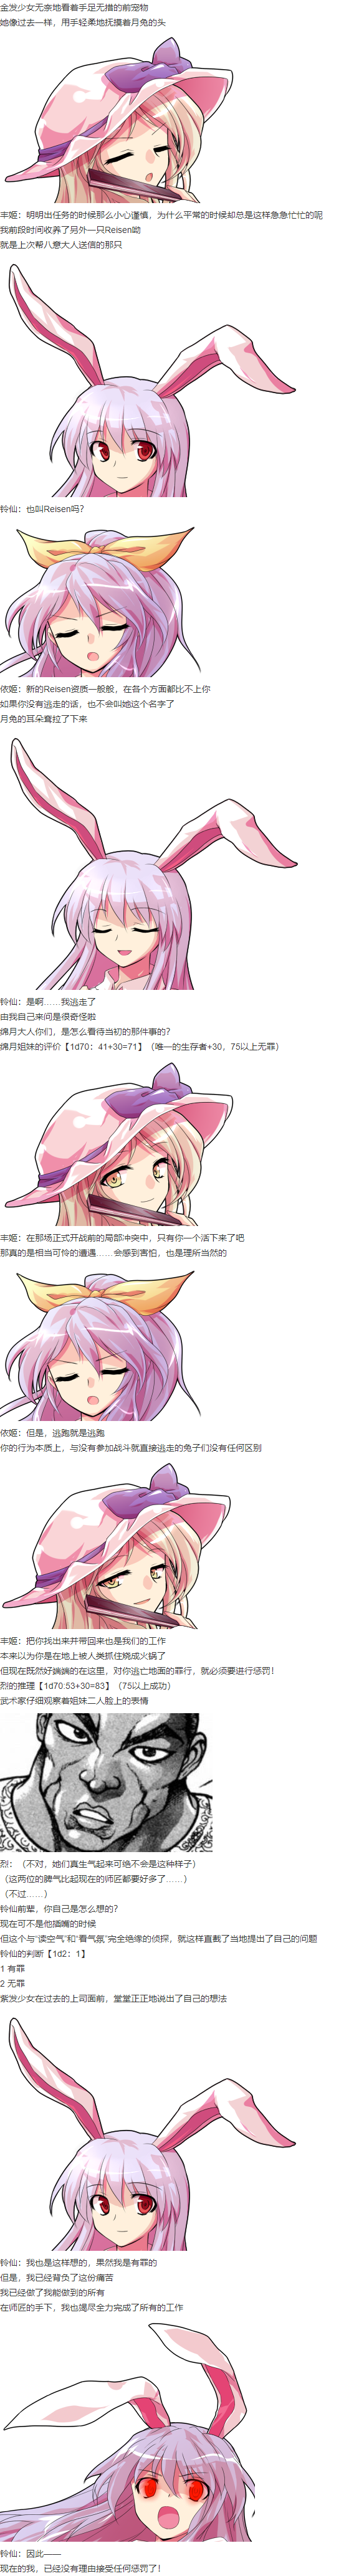 金发少女无奈地看着手足无措的前宠物
她像过去一样，用手轻柔地抚摸着月兔的头
丰姬：明明出任务的时候那么小心谨慎，为什么平常的时候却总是这样急急忙忙的呢
我前段时间收养了另外一只Reisen呦
就是上次帮八意大人送信的那只
铃仙：也叫Reisen吗？
依姬：新的Reisen资质一般般，在各个方面都比不上你
如果你没有逃走的话，也不会叫她这个名字了
月兔的耳朵耷拉了下来
铃仙：是啊……我逃走了
由我自己来问是很奇怪啦
绵月大人你们，是怎么看待当初的那件事的？
绵月姐妹的评价【1d70：41+30=71】（唯一的生存者+30，75以上无罪）
丰姬：在那场正式开战前的局部冲突中，只有你一个活下来了吧
那真的是相当可怜的遭遇……会感到害怕，也是理所当然的
依姬：但是，逃跑就是逃跑
你的行为本质上，与没有参加战斗就直接逃走的兔子们没有任何区别
丰姬：把你找出来并带回来也是我们的工作
本来以为你是在地上被人类抓住烧成火锅了
但现在既然好端端的在这里，对你逃亡地面的罪行，就必须要进行惩罚！
烈的推理【1d70:53+30=83】（75以上成功）
武术家仔细观察着姐妹二人脸上的表情
烈：（不对，她们真生气起来可绝不会是这种样子）
（这两位的脾气比起现在的师匠都要好多了……）
（不过……）
铃仙前辈，你自己是怎么想的？
现在可不是他插嘴的时候
但这个与“读空气”和“看气氛”完全绝缘的侦探，就这样直截了当地提出了自己的问题
铃仙的判断【1d2：1】
1 有罪
2 无罪
紫发少女在过去的上司面前，堂堂正正地说出了自己的想法
铃仙：我也是这样想的，果然我是有罪的
但是，我已经背负了这份痛苦
我已经做了我能做到的所有
在师匠的手下，我也竭尽全力完成了所有的工作
铃仙：因此——
现在的我，已经没有理由接受任何惩罚了！